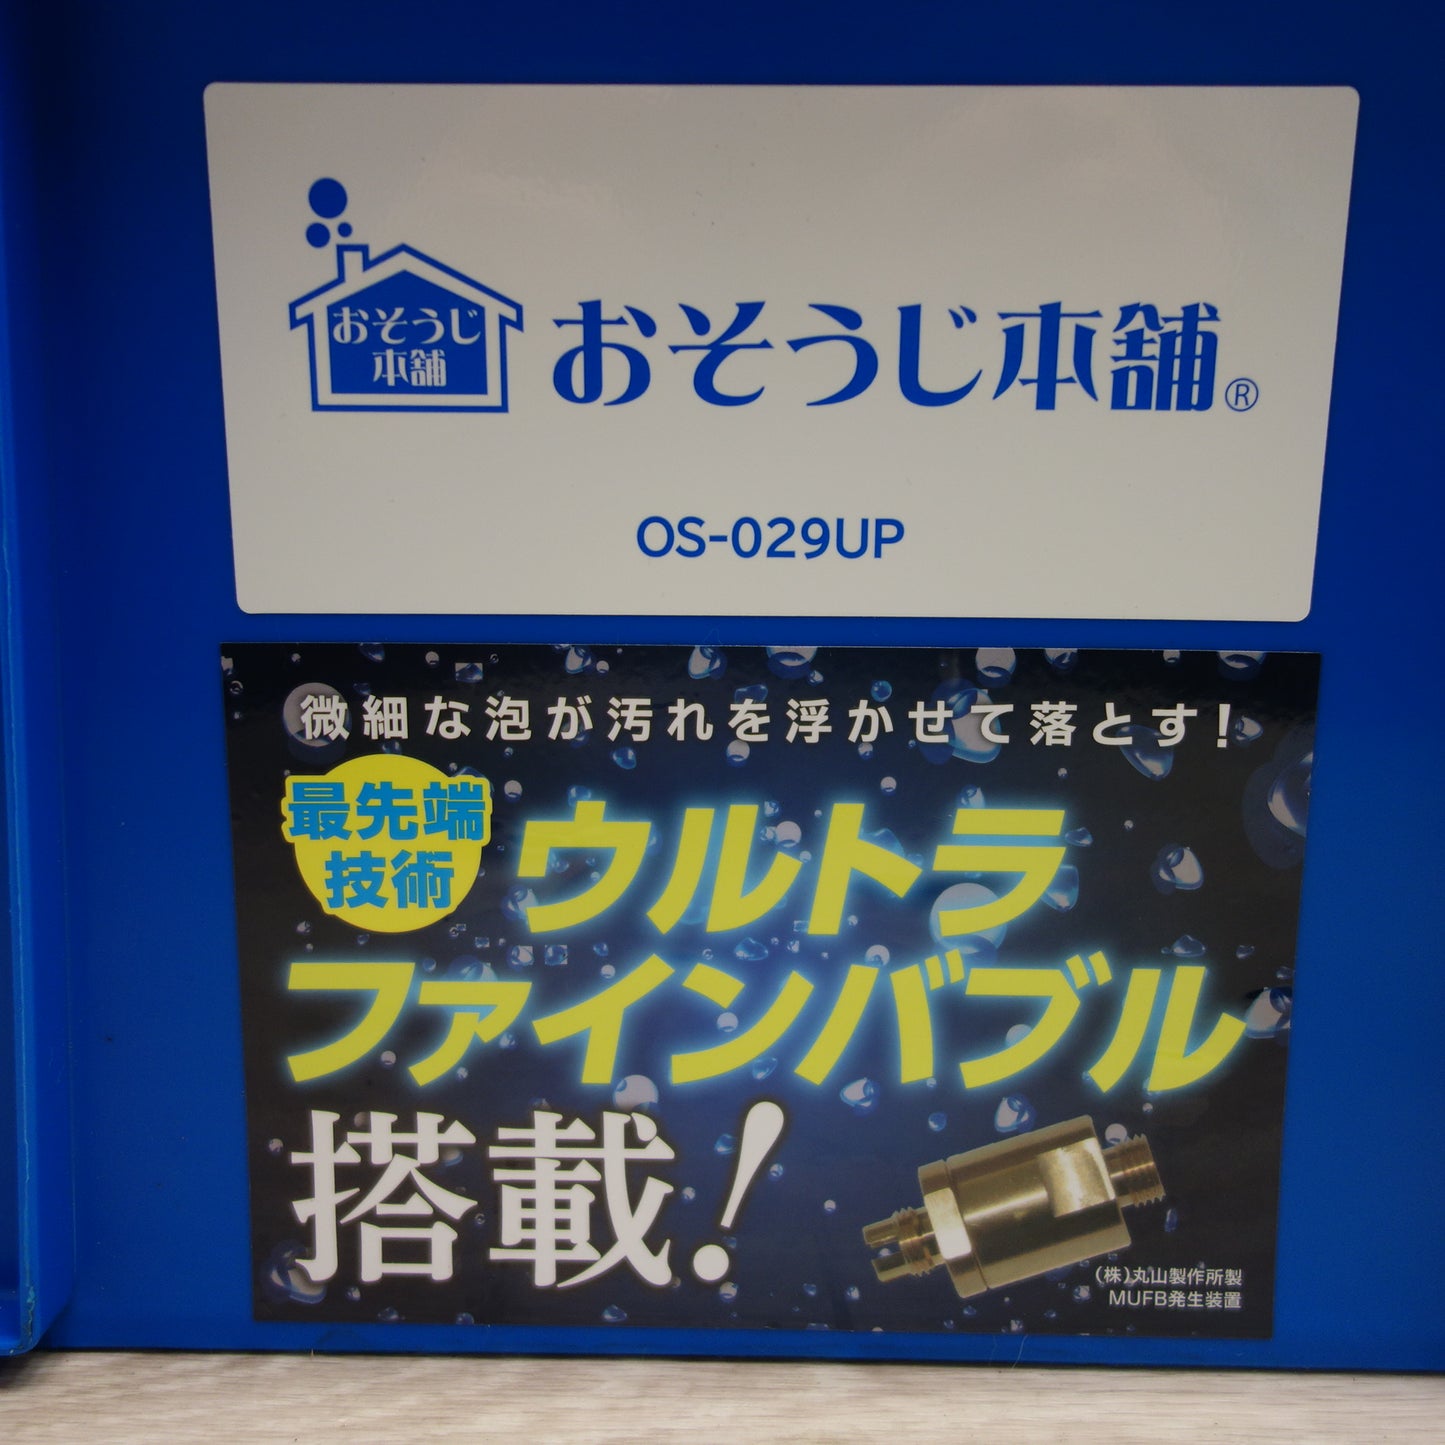 おそうじ
本舗
おそうじ本舗®
OS-029UP
微細な泡が汚れを浮かせて落とす!
最先端
技術
ウルトラ
ファインバブル
搭載!
(株)丸山製作所製
MUFB発生装置